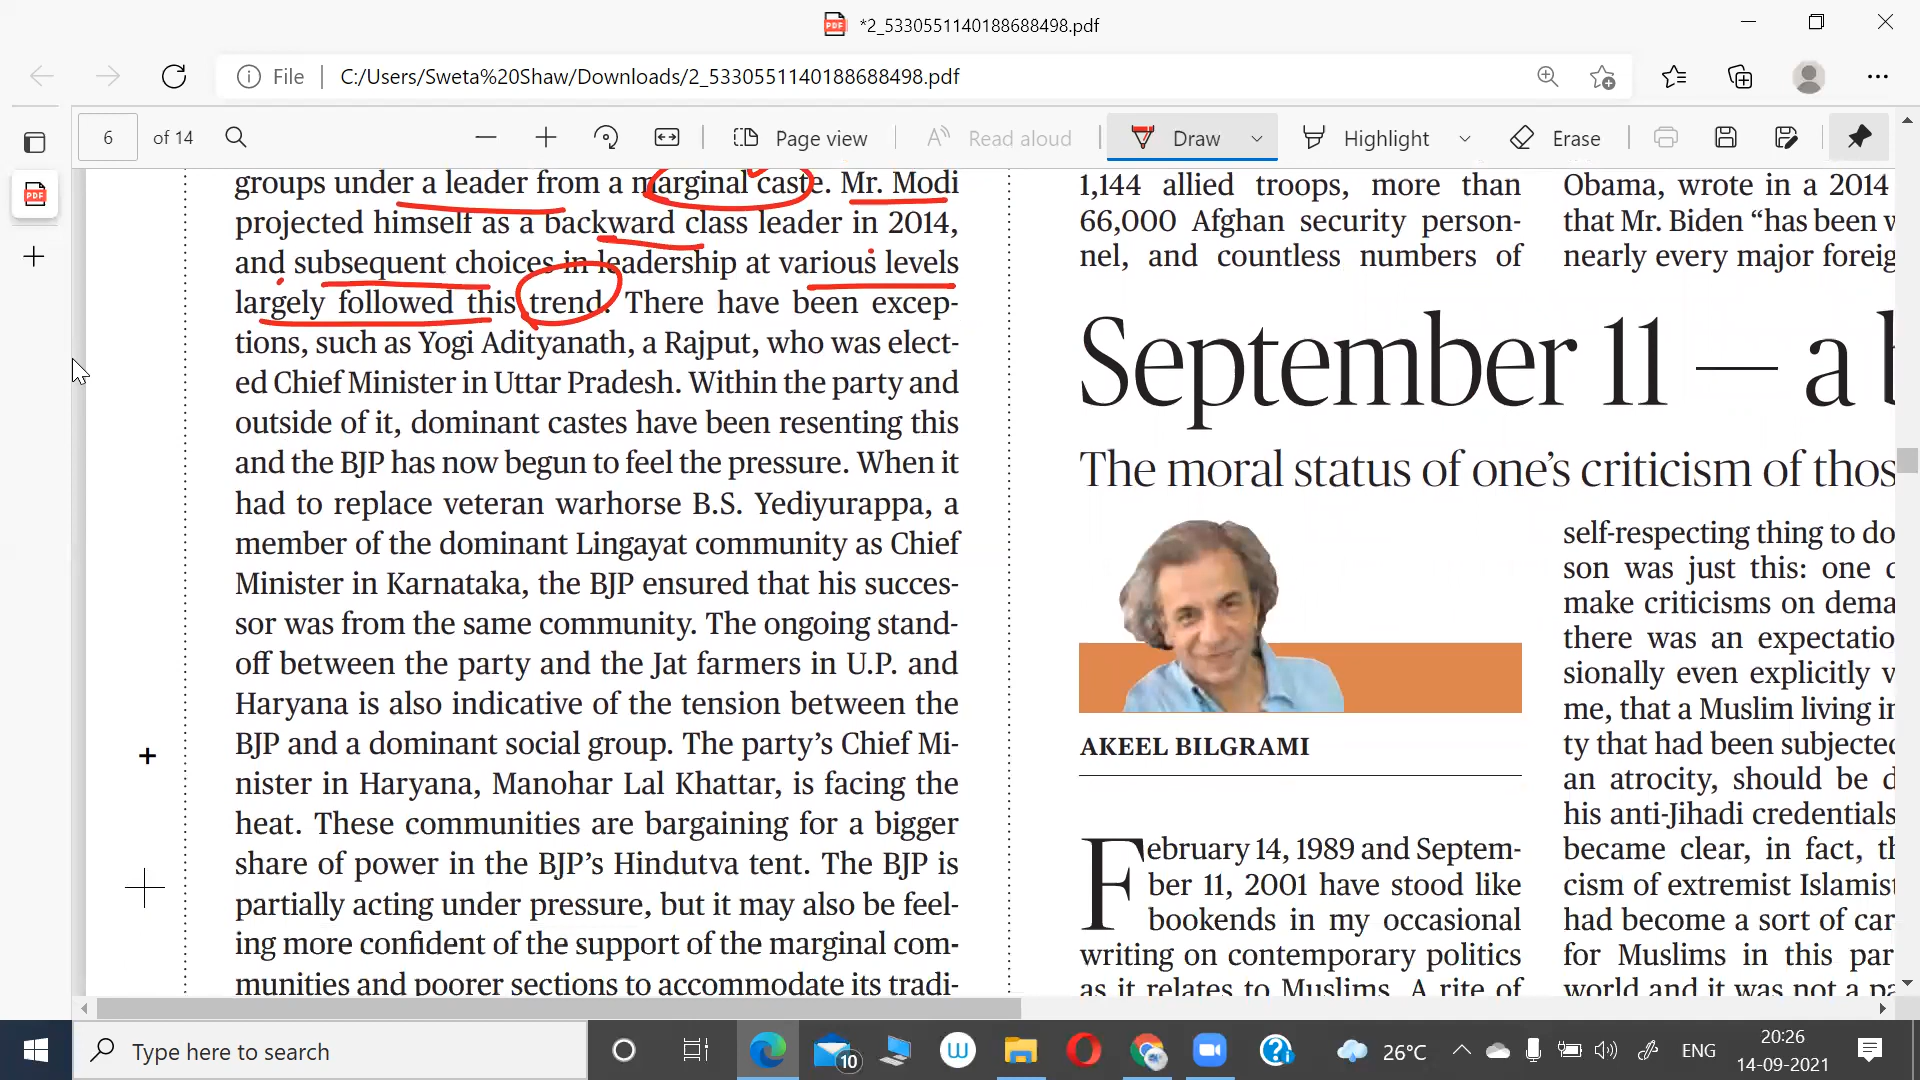 *2_5330551140188688498.pdf
File
C:/Users/Sweta%20Shaw/Downloads/2_5330551140188688498.pdf
6 of 14
Page view
Read aloud
Draw
Highlight
Erase
groups under a leader from a marginal caste. Mr. Modi
projected himself as a backward class leader in 2014,
and subsequent choices in leadership at various levels
largely followed this trend. There have been excep-
tions, such as Yogi Adityanath, a Rajput, who was elect-
ed Chief Minister in Uttar Pradesh. Within the party and
outside of it, dominant castes have been resenting this
and the BJP has now begun to feel the pressure. When it
had to replace veteran warhorse B.S. Yediyurappa, a
member of the dominant Lingayat community as Chief
Minister in Karnataka, the BJP ensured that his succes-
sor was from the same community. The ongoing stand-
off between the party and the Jat farmers in U.P. and
Haryana is also indicative of the tension between the
BJP and a dominant social group. The party's Chief Mi-
nister in Haryana, Manohar Lal Khattar, is facing the
heat. These communities are bargaining for a bigger
share of power in the BJP's Hindutva tent. The BJP is
partially acting under pressure, but it may also be feel-
ing more confident of the support of the marginal com-
munities and poorer sections to accommodate its tradi-
1,144 allied troops, more than
66,000 Afghan security person-
nel, and countless numbers of
Obama, wrote in a 2014
that Mr. Biden “has been
nearly every major foreig
September 11 — a
The moral status of one's criticism of thos
AKEEL BILGRAMI
February 14, 1989 and Septem-
ber 11, 2001 have stood like
bookends in my occasional
writing on contemporary politics
as it relates to Muslims. A rite of
self-respecting thing to do
son was just this: one
make criticisms on dema
there was an expectatio
sionally even explicitly
me, that a Muslim living in
ty that had been subjected
an atrocity, should be
his anti-Jihadi credentials
became clear, in fact,
cism of extremist Islamist
had become a sort of car
for Muslims in this par
world and it was not a pa
Type here to search
10
26°C
ENG
20:26
14-09-2021